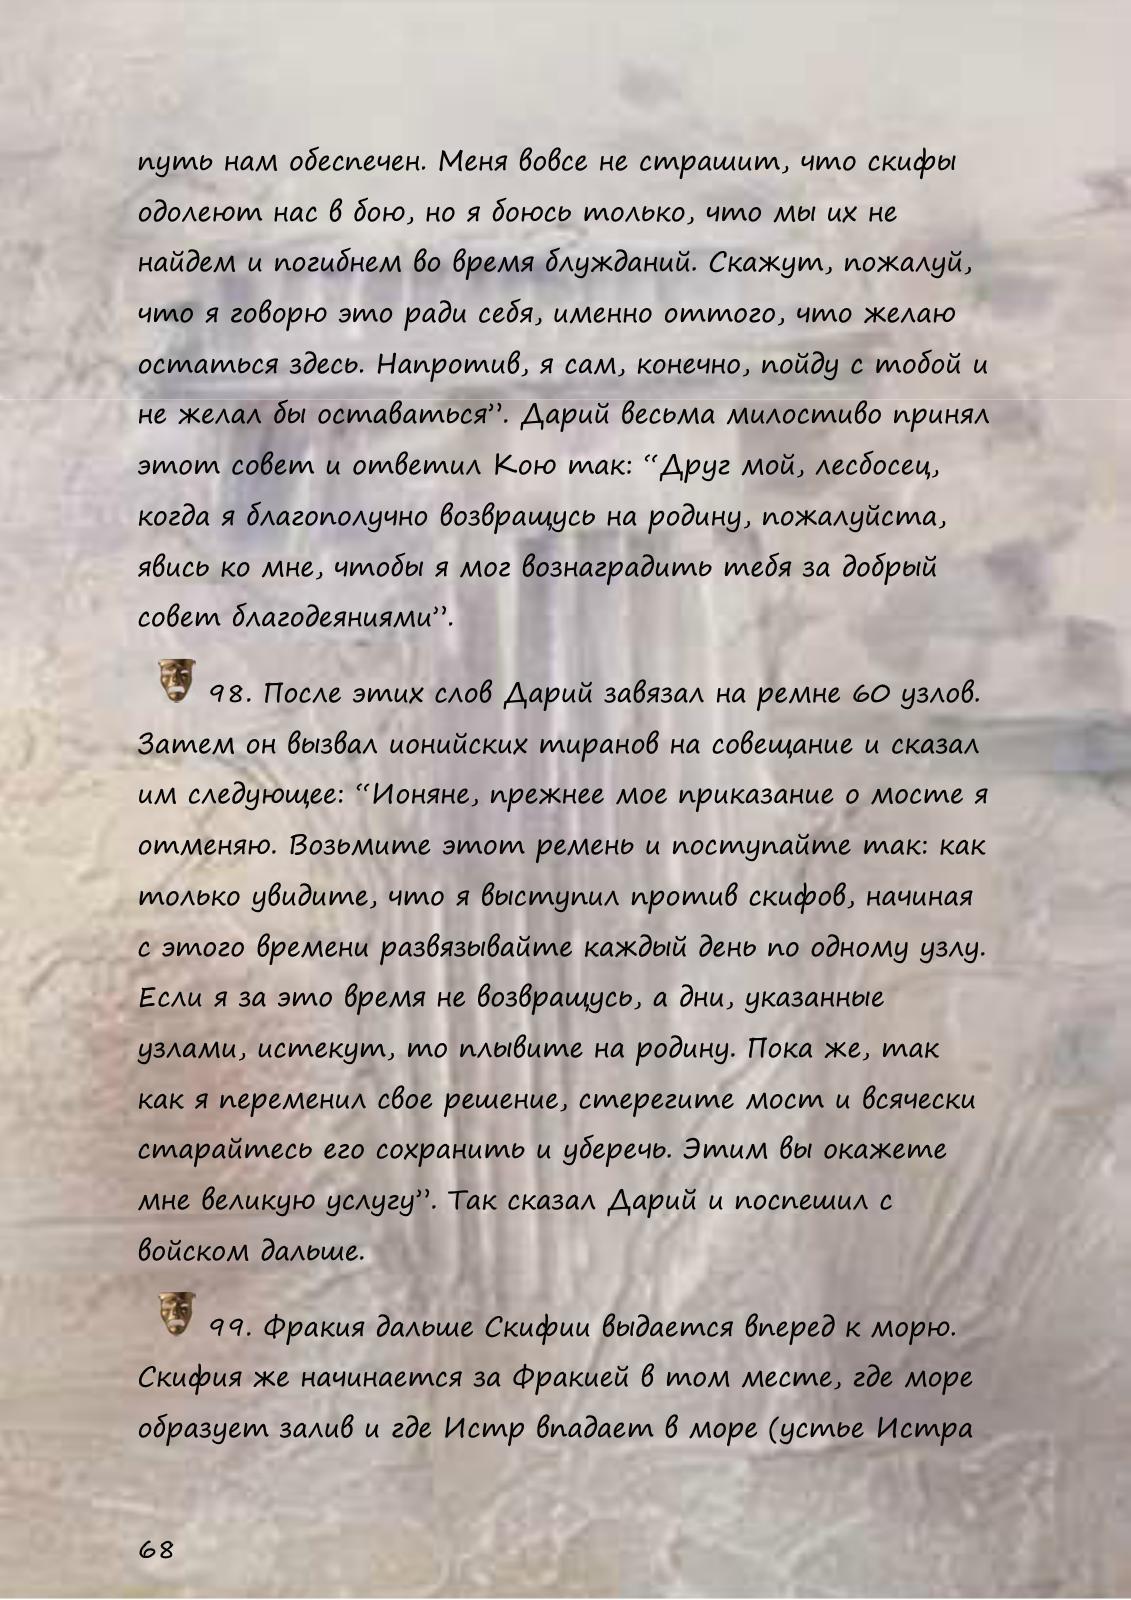 путь нам обеспечен. Меня вовсе не страшит, что скифы
одолеют нас в бою, но я боюсь только, что мы их не
найдем и погибнем во время блужданий. Скажут, пожалуй,
что я говорю это ради себя, именно оттого, что желаю
остаться здесь. Напротив, я сам, конечно, пойду с тобой и
не желал бы оставаться”. Дарий весьма милостиво принял
этот совет и ответил Кою так: “Друг мой, лесбосец,
когда я благополучно возвращусь на родину, пожалуйста,
явись ко мне, чтобы я мог вознаградить тебя за добрый
совет благодеяниями”.
98. После этих слов Дарий завязал на ремне 60 узлов.
Затем он вызвал ионийских тиранов на совещание и сказал
им следующее: “Ионяне, прежнее мое приказание о мосте я
отменяю. Возьмите этот ремень и поступайте так: как
только увидите, что я выступил против скифов, начиная
с этого времени развязывайте каждый день по одному узлу.
Если я за это время не возвращусь, а дни, указанные
узлами, истекут, то плывите на родину. Пока же, так
как я переменил свое решение, стерегите мост и всячески
старайтесь его сохранить и уберечь. Этим вы окажете
мне великую услугу”. Так сказал Дарий и поспешил с
войском дальше.
99. Фракия дальше Скифии выдается вперед к морю.
Скифия же начинается за Фракией в том месте, где море
образует залив и где Истр впадает в море (устье Истра
68